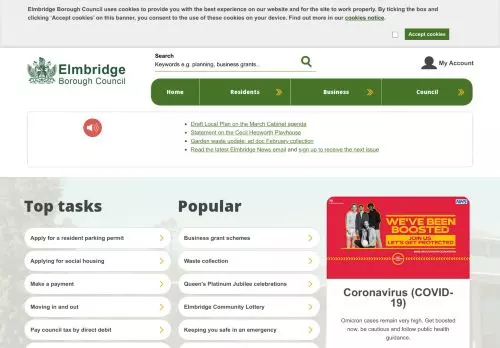 Elmbridge Borough Council uses cookies to provide you with the best experience on our website and for the site to work properly. By ticking the box and
clicking 'Accept cookies' on this banner, you consent to the use of these cookies on your device. Find out more in our cookies notice.
Accept cookies
Elmbridge
Borough Council
Search
Keywords e.g. planning, business grants...
My Account
Home
Residents
Business
Council
Draft Local Plan on the March Cabinet agenda
Statement on the Cecil Hepworth Playhouse
Garden waste update: ad doc February collection
Read the latest Elmbridge News email and sign up to receive the next issue
Top tasks
Apply for a resident parking permit
Applying for social housing
Make a payment
Moving in and out
Pay council tax by direct debit
Popular
Business grant schemes
Waste collection
Queen's Platinum Jubilee celebrations
Elmbridge Community Lottery
Keeping you safe in an emergency
NHS
WE'VE BEEN
BOOSTED
JOIN US
LET'S GET PROTECTED
Coronavirus (COVID-
19)
Omicron cases remain very high. Get boosted
now, be cautious and follow public health
guidance.